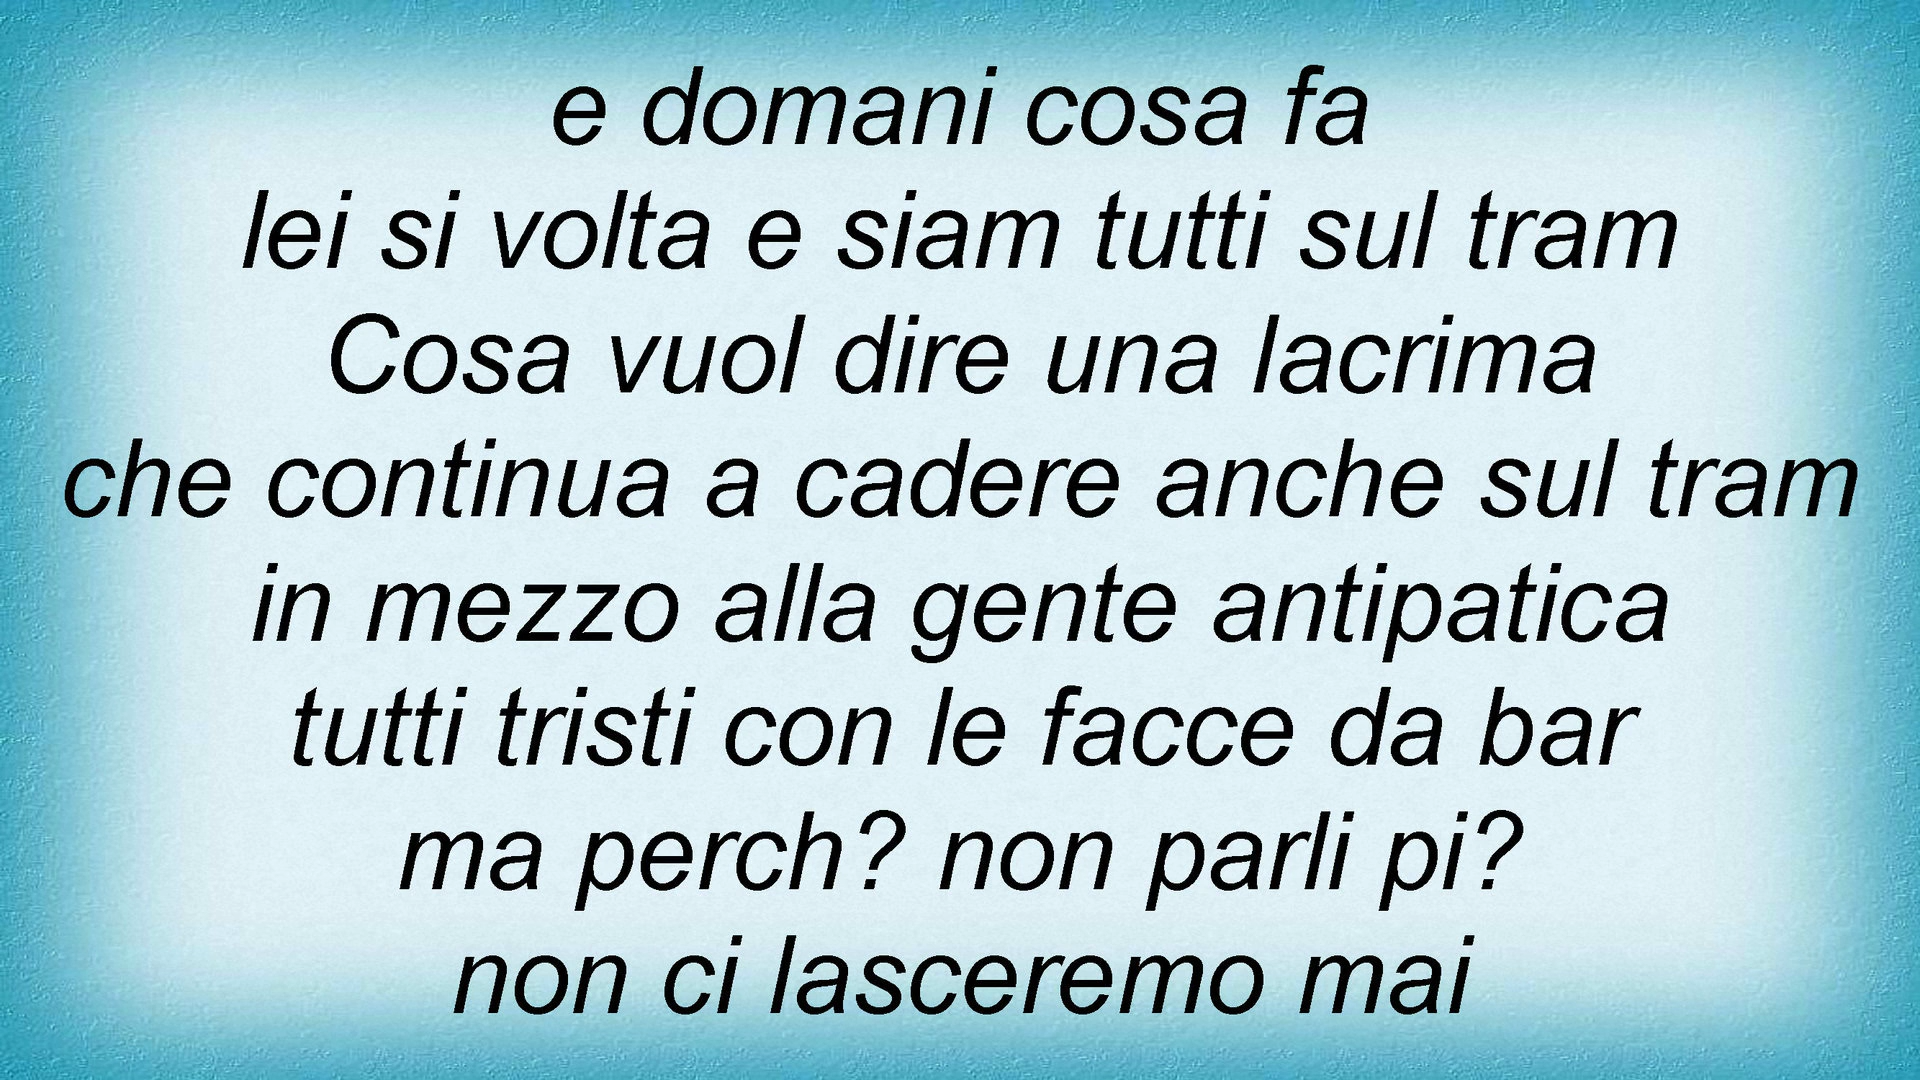 e domani cosa fa
lei si volta e siam tutti sul tram
Cosa vuol dire una lacrima
che continua a cadere anche sul tram
in mezzo alla gente antipatica
tutti tristi con le facce da bar
ma perch? non parli pi?
non ci lasceremo mai